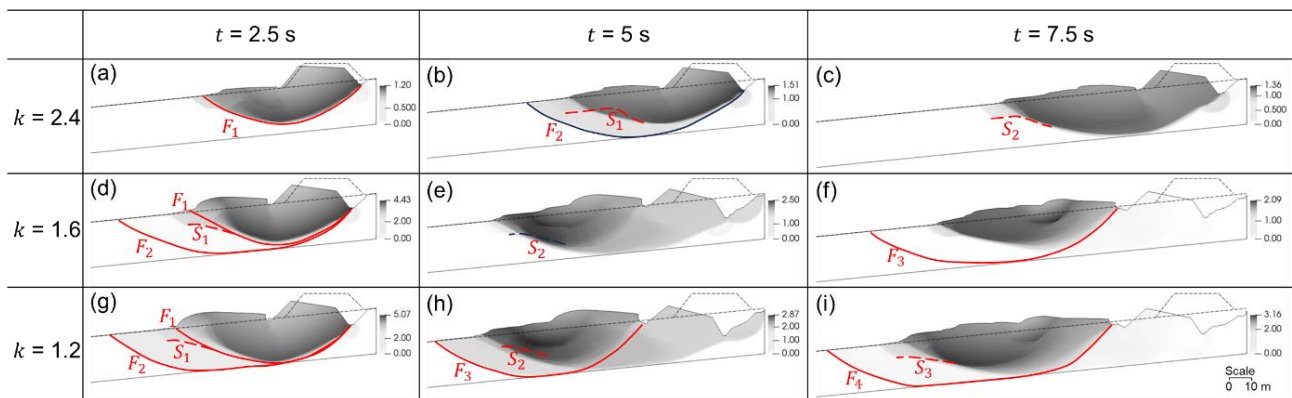 t = 2.5 s
t = 5 s
t = 7.5 s
k = 2.4
(a)
F₁
1.20
0.500
0.00
(b)
F₂
S₁
1.51
1.00
0.00
(c)
S₂
1.36
1.00
0.500
0.00
k = 1.6
(d)
F₁
S₁
F₂
4.43
2.00
0.00
(e)
S₂
2.50
1.00
0.00
(f)
F₃
2.09
1.00
0.00
k = 1.2
(g)
F₁
S₁
F₂
5.07
2.00
0.00
(h)
S₂
F₃
2.87
2.00
1.00
0.00
(i)
S₃
F₄
3.16
2.00
1.00
0.00
Scale
0 10 m